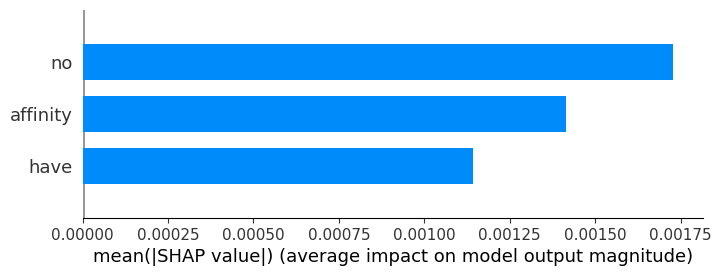 no
affinity
have
0.00000 0.00025 0.00050 0.00075 0.00100 0.00125 0.00150 0.00175
mean(|SHAP value|) (average impact on model output magnitude)